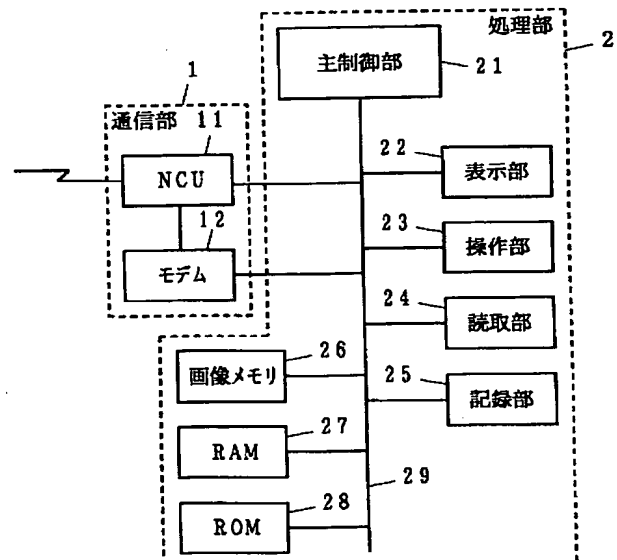 処理部
2
主制御部
21
1
通信部
11
NCU
12
モデム
22
表示部
23
操作部
24
読取部
25
記録部
画像メモリ
26
RAM
27
ROM
28
29